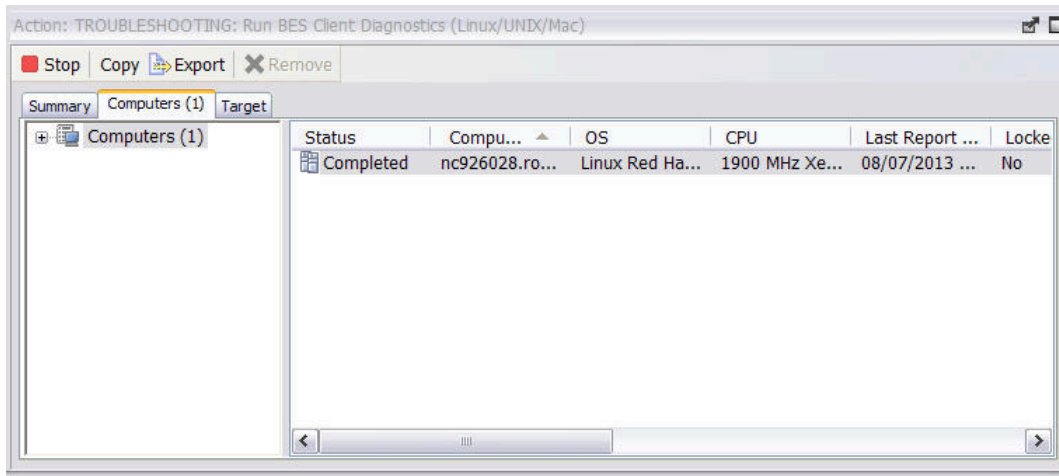 Action: TROUBLESHOOTING: Run BES Client Diagnostics (Linux/UNIX/Mac)
Stop Copy Export Remove
Summary Computers (1) Target
Computers (1)
Status Compu... OS CPU Last Report ... Locke
Completed nc926028.ro... Linux Red Ha... 1900 MHz Xe... 08/07/2013 ... No